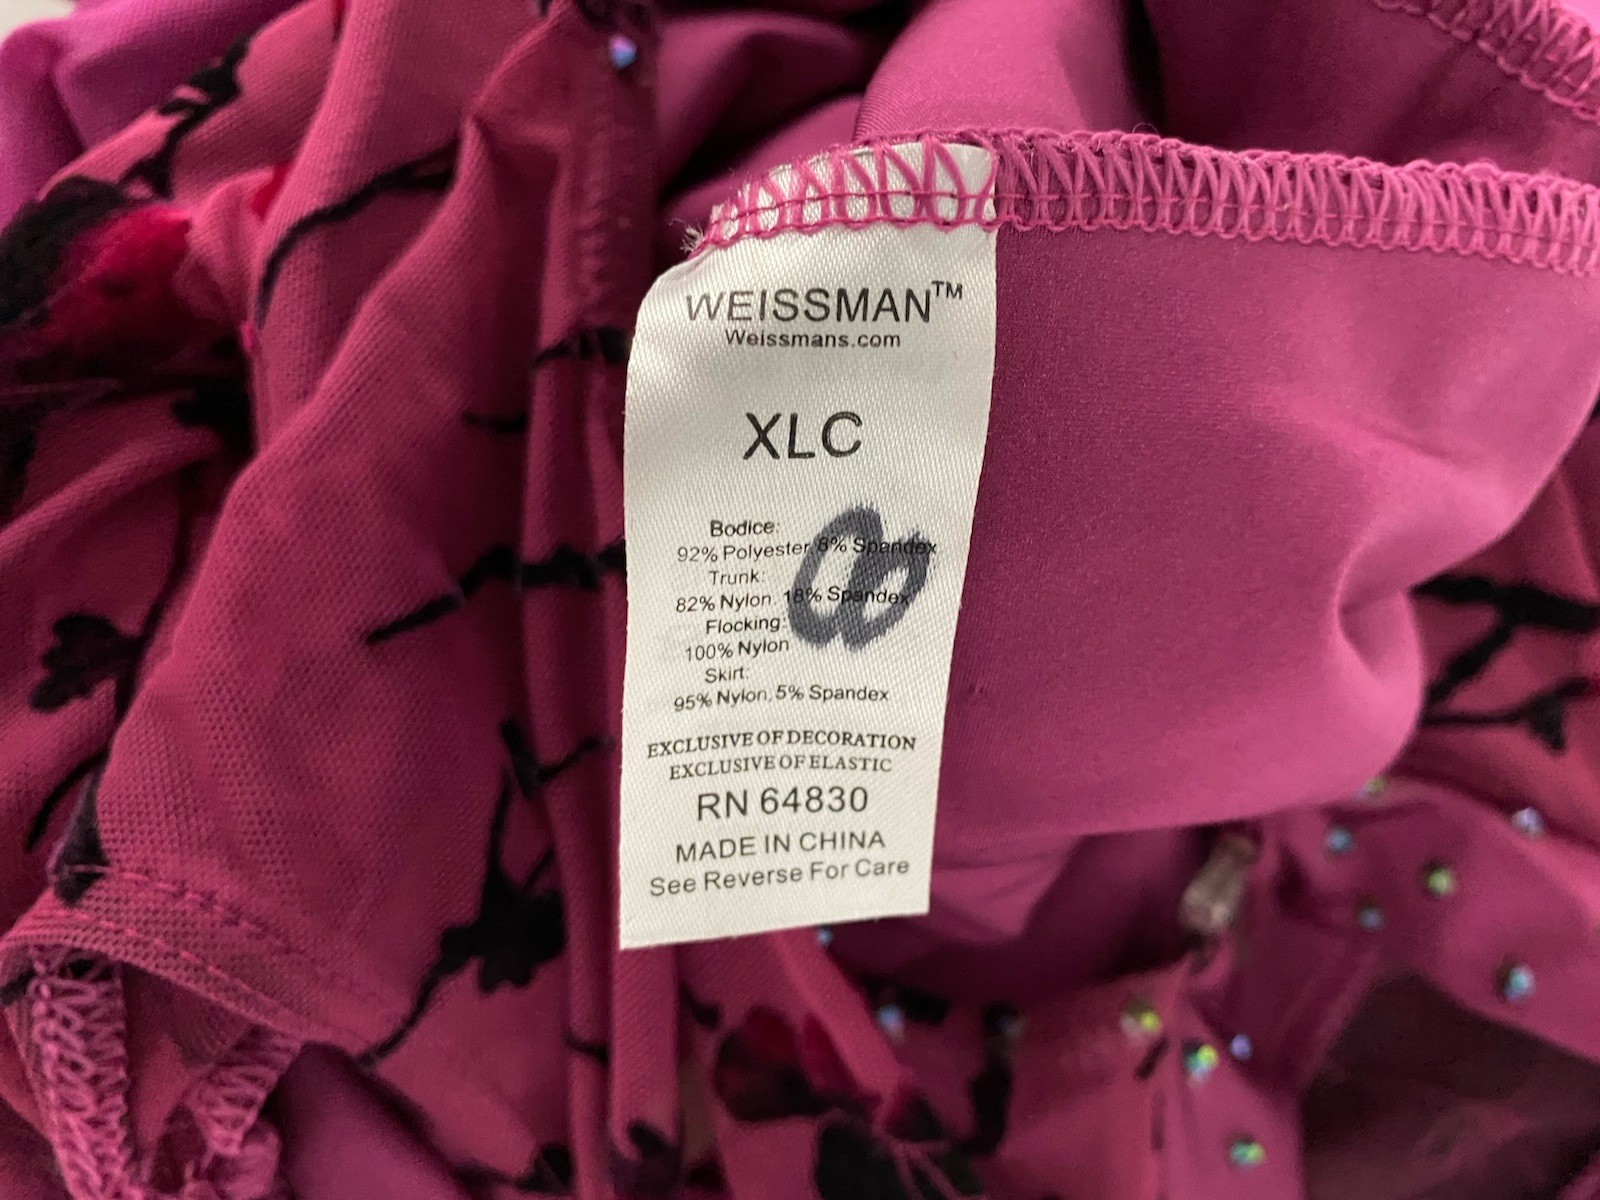 WEISSMAN™
Weissmans.com
XLC
Bodice:
92% Polyester, 8% Spandex
Trunk:
82% Nylon, 18% Spandex
Flocking:
100% Nylon
Skirt:
95% Nylon, 5% Spandex
8
EXCLUSIVE OF DECORATION
EXCLUSIVE OF ELASTIC
RN 64830
MADE IN CHINA
See Reverse For Care